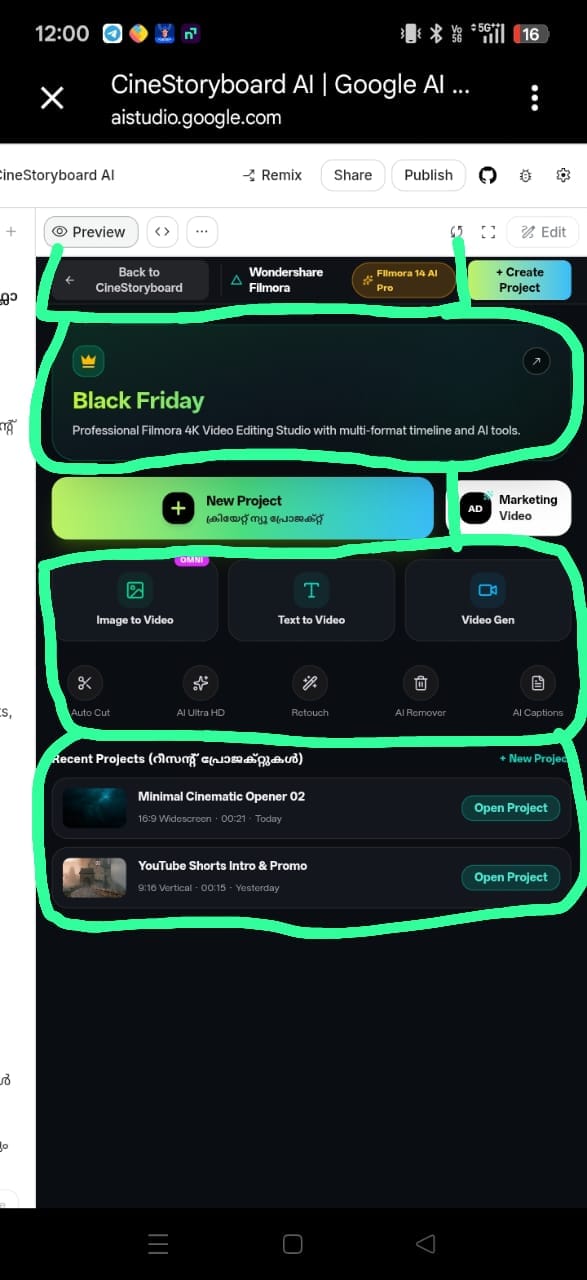 12:00
Vo
5G
5G+
16
CineStoryboard AI | Google AI ...
aistudio.google.com
CineStoryboard AI
Remix
Share
Publish
Preview
Edit
Back to
CineStoryboard
Wondershare
Filmora
Filmora 14 AI
Pro
+ Create
Project
Black Friday
Professional Filmora 4K Video Editing Studio with multi-format timeline and AI tools.
New Project
ക്രിയേറ്റ് ന്യൂ പ്രോജക്റ്റ്
AD
Marketing
Video
OMNI
Image to Video
Text to Video
Video Gen
Auto Cut
AI Ultra HD
Retouch
AI Remover
AI Captions
Recent Projects (റീസന്റ് പ്രോജക്റ്റുകൾ)
+ New Projec
Minimal Cinematic Opener 02
16:9 Widescreen · 00:21 · Today
Open Project
YouTube Shorts Intro & Promo
9:16 Vertical · 00:15 · Yesterday
Open Project